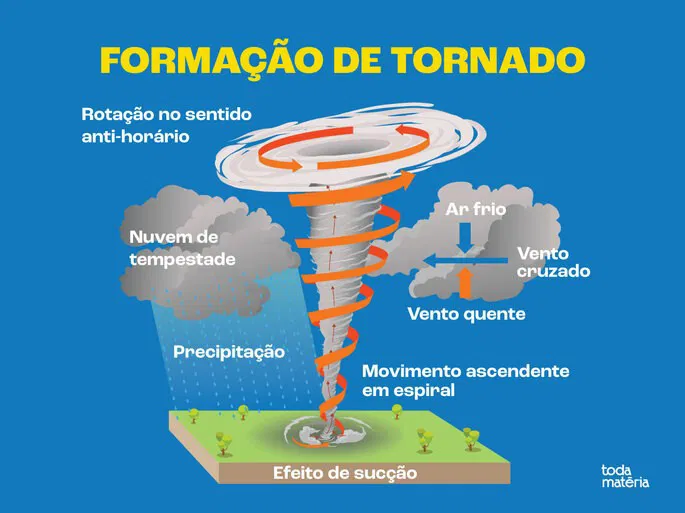 FORMAÇÃO DE TORNADO
Rotação no sentido
anti-horário
Nuvem de
tempestade
Ar frio
Vento
cruzado
Vento quente
Precipitação
Movimento ascendente
em espiral
Efeito de sucção
toda
matéria